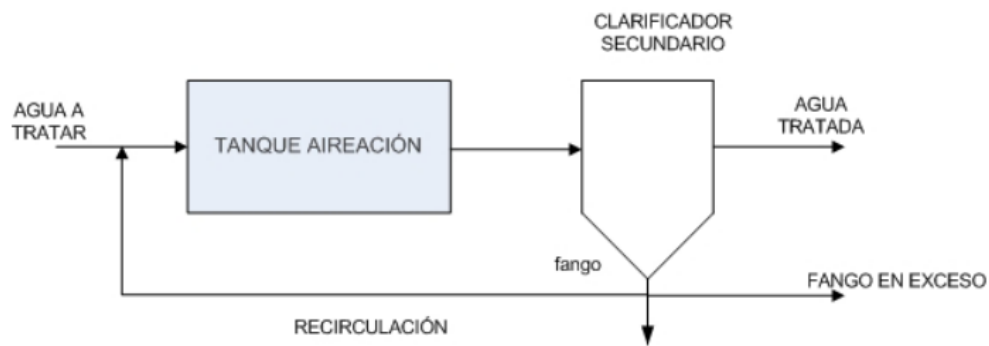 CLARIFICADOR
SECUNDARIO
AGUA A
TRATAR
TANQUE AIREACIÓN
AGUA
TRATADA
fango
FANGO EN EXCESO
RECIRCULACIÓN